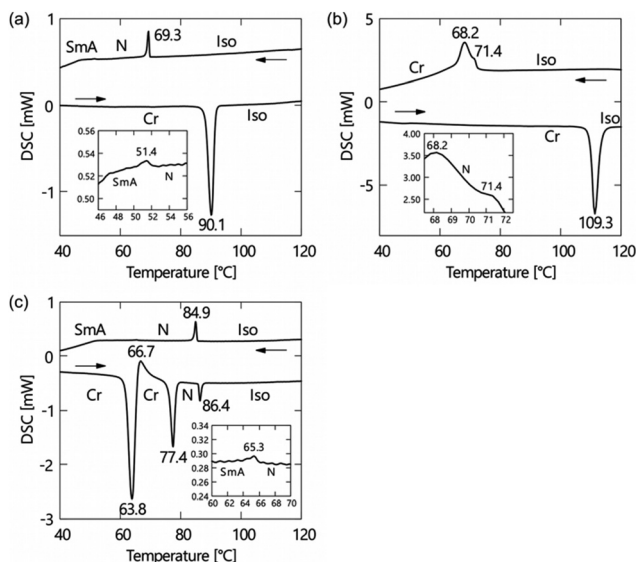 (a)
1
69.3
SmA N Iso
0
Cr Iso
DSC [mW]
0.56
0.54
0.52
0.50
51.4
SmA N
46 48 50 52 54 56
-1
90.1
40 60 80 100 120
Temperature [°C]
(b)
5
68.2
71.4
Iso
Cr
0
Cr Iso
DSC [mW]
4.00
3.50
3.00
2.50
68.2
N
71.4
68 69 70 71 72
-5
109.3
40 60 80 100 120
Temperature [°C]
(c)
1
84.9
SmA N Iso
0
66.7
Cr Cr N Iso
86.4
-1
DSC [mW]
77.4
-2
63.8
0.34
0.32
0.30
0.28
0.26
0.24
65.3
SmA N
60 62 64 66 68 70
-3
40 60 80 100 120
Temperature [°C]